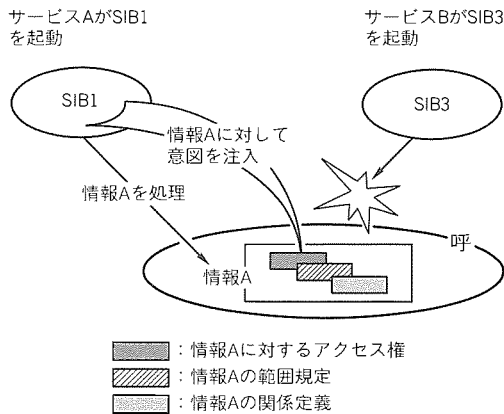 サービスAがSIB1
を起動
サービスBがSIB3
を起動
SIB1
SIB3
情報Aに対して
意図を注入
情報Aを処理
呼
情報A
：情報Aに対するアクセス権
：情報Aの範囲規定
：情報Aの関係定義